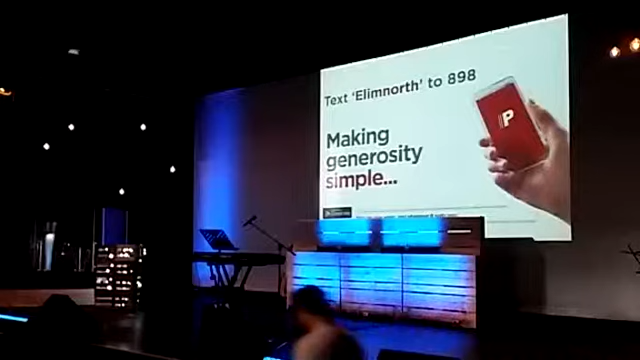 Text 'Elimnorth' to 898
P
Making
generosity
simple...